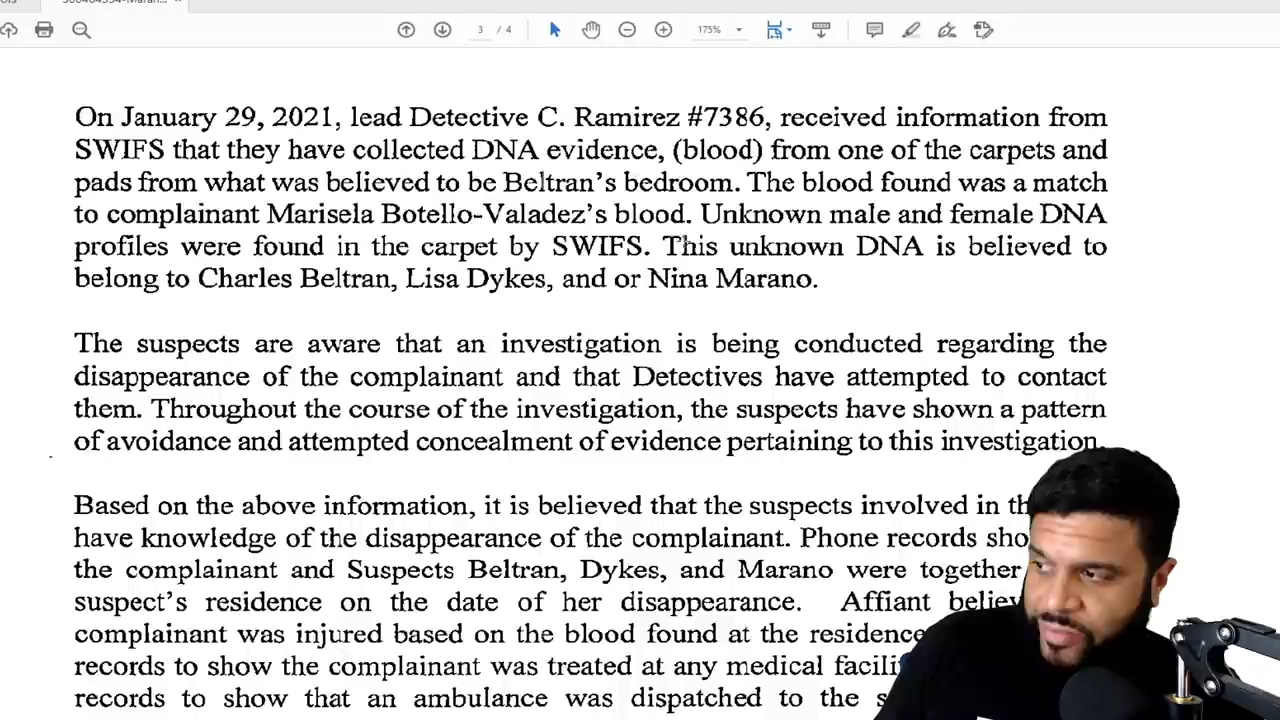 3 / 4
175%
On January 29, 2021, lead Detective C. Ramirez #7386, received information from
SWIFS that they have collected DNA evidence, (blood) from one of the carpets and
pads from what was believed to be Beltran's bedroom. The blood found was a match
to complainant Marisela Botello-Valadez's blood. Unknown male and female DNA
profiles were found in the carpet by SWIFS. This unknown DNA is believed to
belong to Charles Beltran, Lisa Dykes, and or Nina Marano.
The suspects are aware that an investigation is being conducted regarding the
disappearance of the complainant and that Detectives have attempted to contact
them. Throughout the course of the investigation, the suspects have shown a pattern
of avoidance and attempted concealment of evidence pertaining to this investigation.
Based on the above information, it is believed that the suspects involved in
have knowledge of the disappearance of the complainant. Phone records
the complainant and Suspects Beltran, Dykes, and Marano were together
suspect's residence on the date of her disappearance. Affiant
complainant was injured based on the blood found at the residence
records to show the complainant was treated at any medical
records to show that an ambulance was dispatched to the